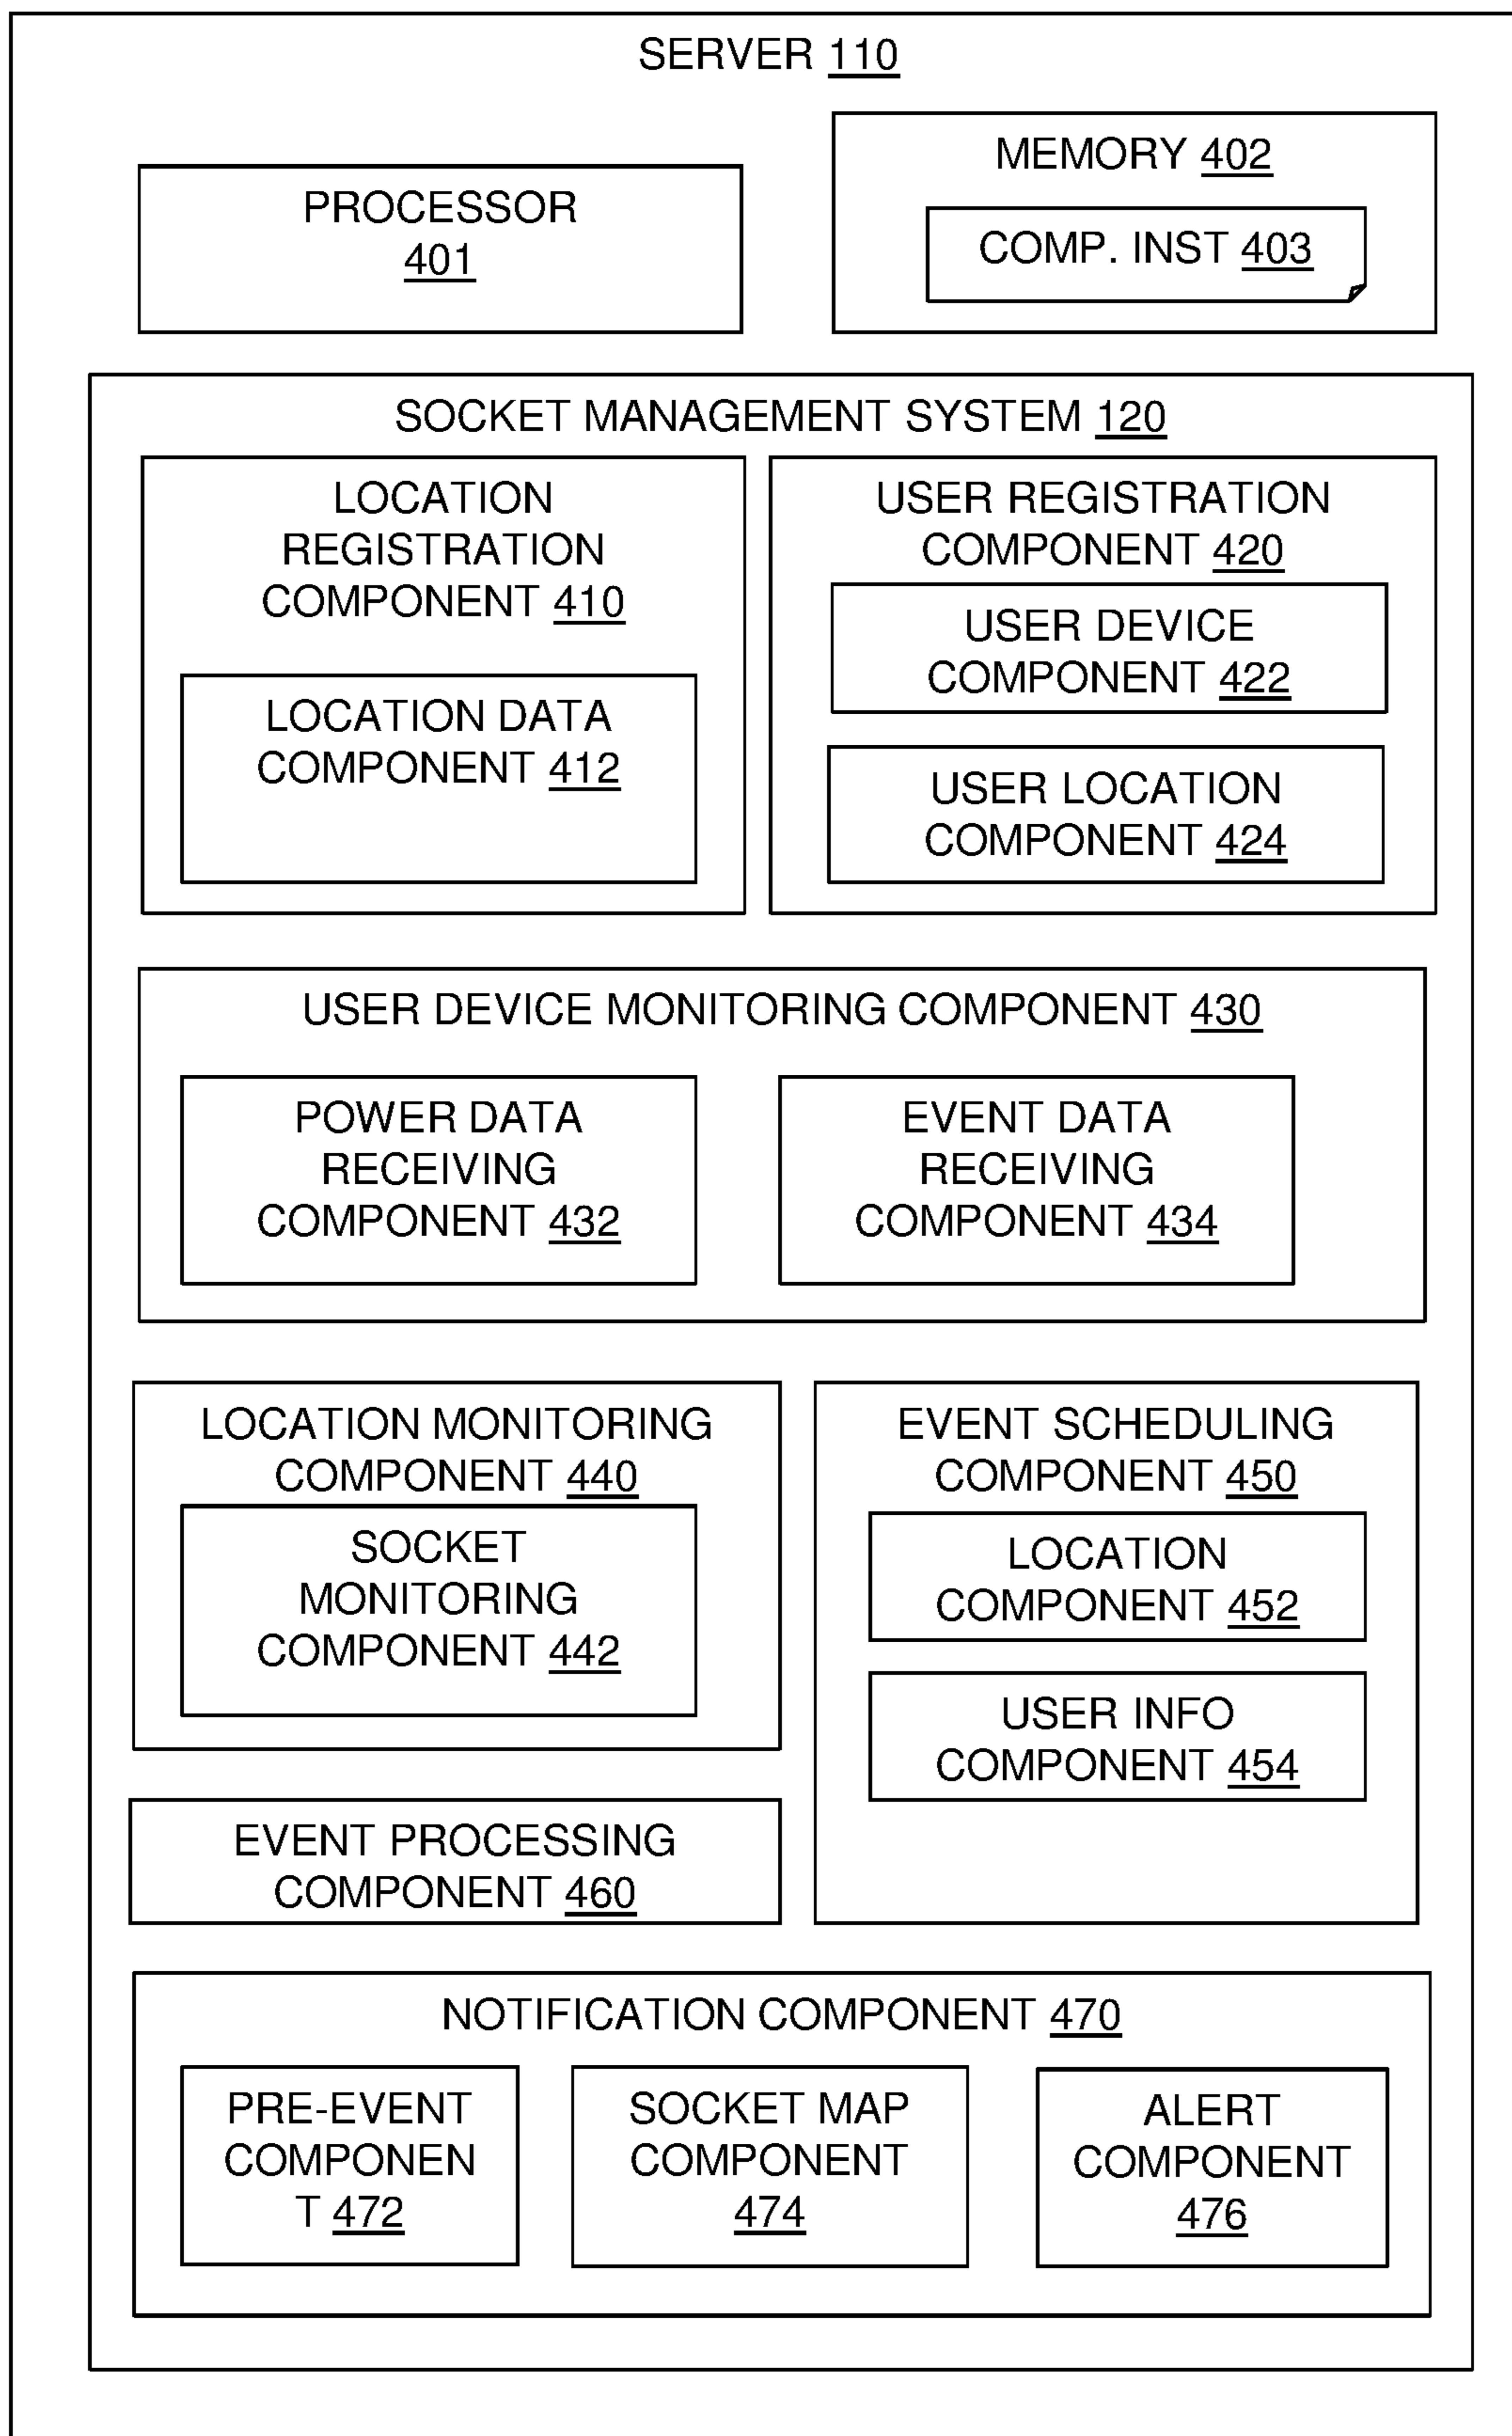 SERVER 110
PROCESSOR
401
MEMORY 402
COMP. INST 403
SOCKET MANAGEMENT SYSTEM 120
LOCATION
REGISTRATION
COMPONENT 410
LOCATION DATA
COMPONENT 412
USER REGISTRATION
COMPONENT 420
USER DEVICE
COMPONENT 422
USER LOCATION
COMPONENT 424
USER DEVICE MONITORING COMPONENT 430
POWER DATA
RECEIVING
COMPONENT 432
EVENT DATA
RECEIVING
COMPONENT 434
LOCATION MONITORING
COMPONENT 440
SOCKET
MONITORING
COMPONENT 442
EVENT SCHEDULING
COMPONENT 450
LOCATION
COMPONENT 452
USER INFO
COMPONENT 454
EVENT PROCESSING
COMPONENT 460
NOTIFICATION COMPONENT 470
PRE-EVENT
COMPONEN
T 472
SOCKET MAP
COMPONENT
474
ALERT
COMPONENT
476